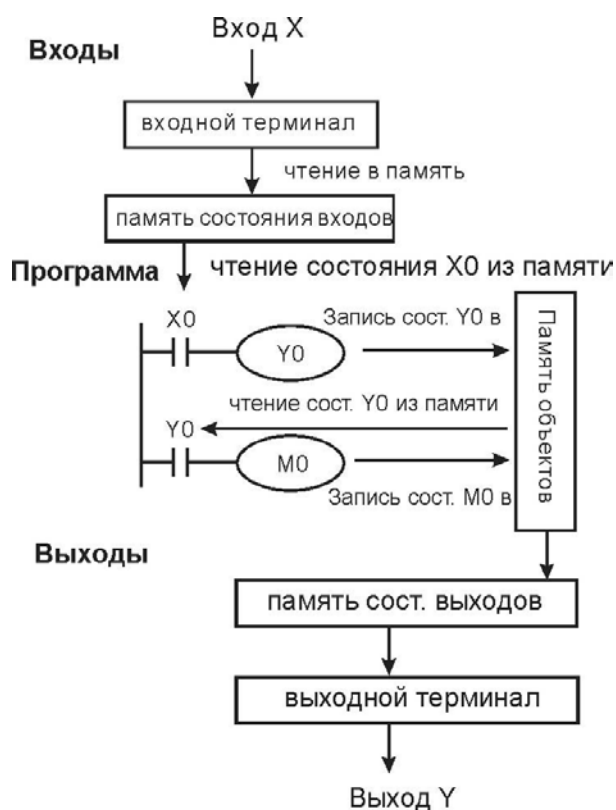 Вход X
Входы
входной терминал
чтение в память
память состояния входов
Программа
чтение состояния X0 из памяти
X0
Запись сост. Y0 в
Y0
Память объектов
чтение сост. Y0 из памяти
Y0
M0
Запись сост. M0 в
Выходы
память сост. выходов
выходной терминал
Выход Y